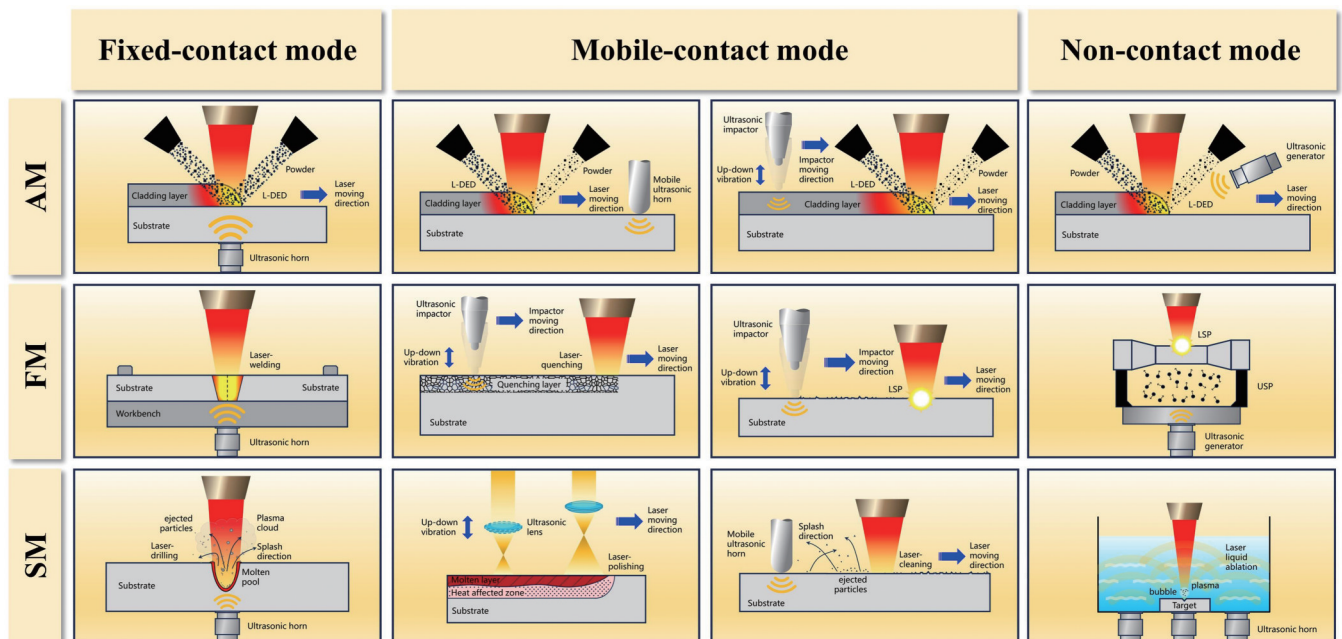 Fixed-contact mode
Mobile-contact mode
Non-contact mode
AM
Powder
Cladding layer
L-DED
Laser
moving
direction
Substrate
Ultrasonic horn
Powder
L-DED
Cladding layer
Laser
moving
direction
Mobile
ultrasonic
horn
Substrate
Ultrasonic
impactor
Up-down
vibration
Impactor
moving
direction
L-DED
Powder
Cladding layer
Laser
moving
direction
Substrate
Ultrasonic
generator
Powder
Cladding layer
L-DED
Laser
moving
direction
Substrate
FM
Laser-
welding
Substrate
Substrate
Workbench
Ultrasonic horn
Ultrasonic
impactor
Impactor
moving
direction
Up-down
vibration
Laser-
quenching
Laser
moving
direction
Quenching layer
Substrate
Ultrasonic
impactor
Up-down
vibration
Impactor
moving
direction
LSP
Laser
moving
direction
Substrate
LSP
USP
Ultrasonic
generator
SM
ejected
particles
Plasma
cloud
Laser-
drilling
Splash
direction
Molten
pool
Substrate
Ultrasonic horn
Up-down
vibration
Ultrasonic
lens
Laser
moving
direction
Laser-
polishing
Molten layer
Heat affected zone
Substrate
Mobile
ultrasonic
horn
Splash
direction
Laser-
cleaning
Laser
moving
direction
ejected
particles
Substrate
Laser
liquid
ablation
plasma
bubble
Target
Ultrasonic horn